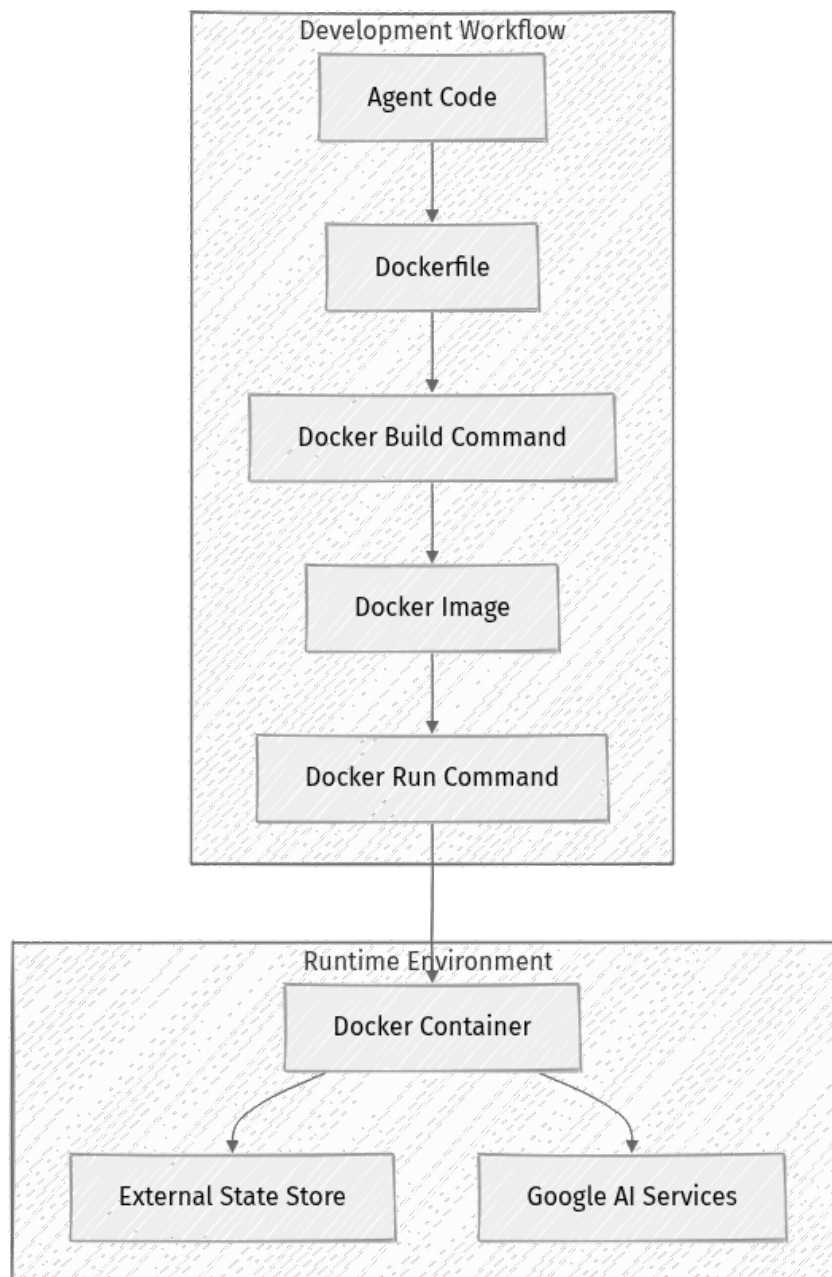 Development Workflow
Agent Code
Dockerfile
Docker Build Command
Docker Image
Docker Run Command
Runtime Environment
Docker Container
External State Store
Google AI Services